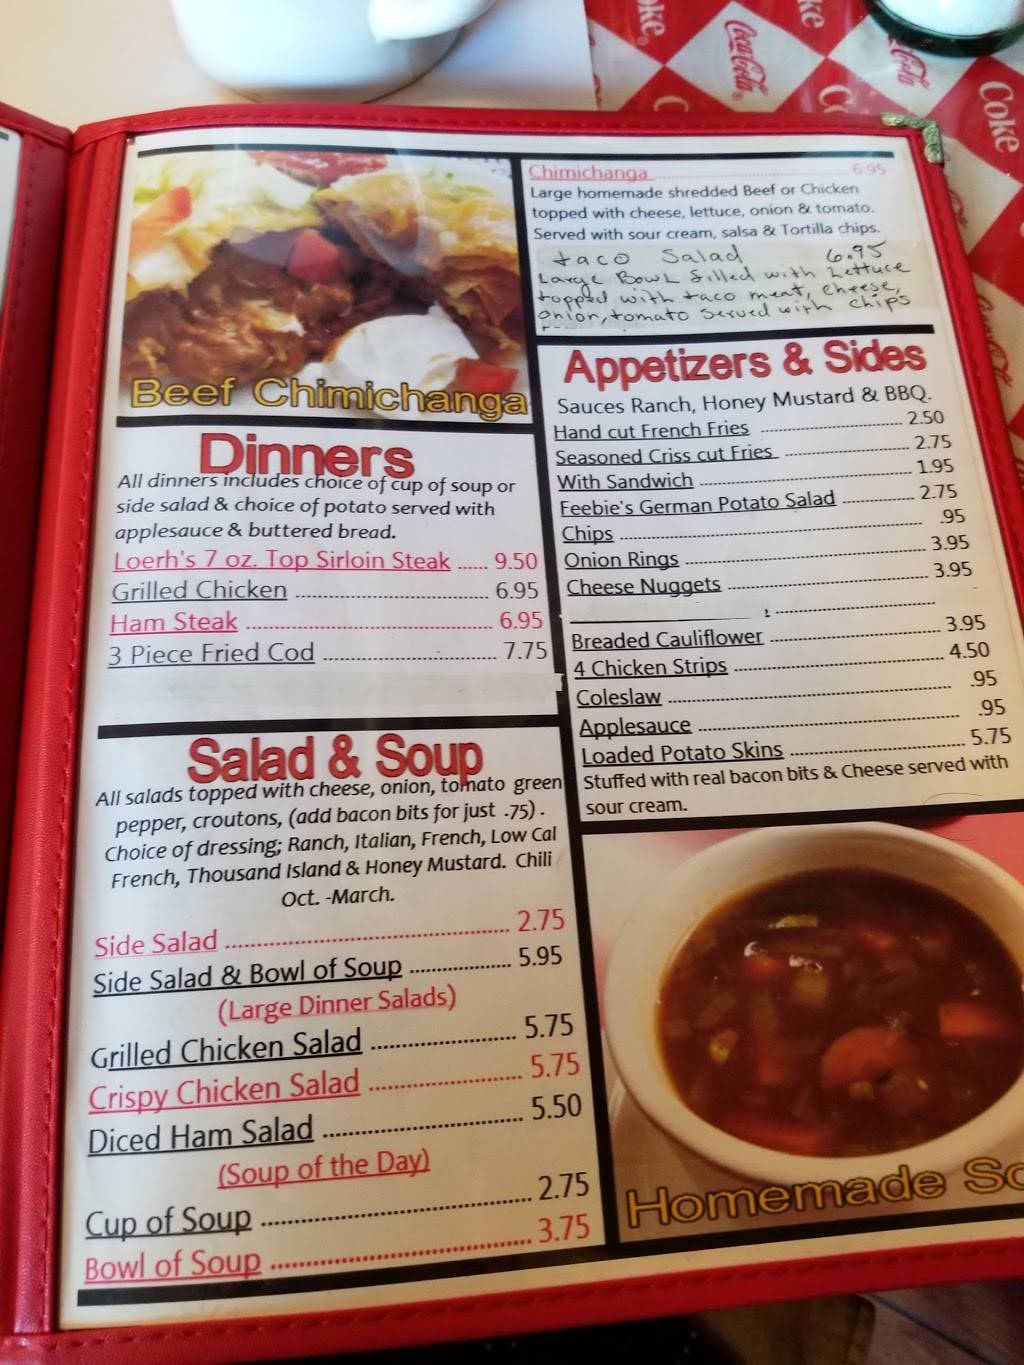 Coca-Cola
Coke
Coke
Beef Chimichanga
Dinners
All dinners includes choice of cup of soup or
side salad & choice of potato served with
applesauce & buttered bread.
Loerh's 7 oz. Top Sirloin Steak ...... 9.50
Grilled Chicken ........ 6.95
Ham Steak ........ 6.95
3 Piece Fried Cod ........ 7.75
Salad & Soup
All salads topped with cheese, onion, tomato green
pepper, croutons, (add bacon bits for just .75) .
Choice of dressing; Ranch, Italian, French, Low Cal
French, Thousand Island & Honey Mustard. Chili
Oct. -March.
Side Salad ........ 2.75
Side Salad & Bowl of Soup ........ 5.95
(Large Dinner Salads)
Grilled Chicken Salad ........ 5.75
Crispy Chicken Salad ........ 5.75
Diced Ham Salad ........ 5.50
(Soup of the Day)
Cup of Soup ........ 2.75
Bowl of Soup ........ 3.75
Chimichanga ........ 6.95
Large homemade shredded Beef or Chicken
topped with cheese, lettuce, onion & tomato.
Served with sour cream, salsa & Tortilla chips.
taco Salad 6.95
Large Bowl filled with Lettuce
topped with taco meat, cheese,
onion, tomato served with chips
Appetizers & Sides
Sauces Ranch, Honey Mustard & BBQ.
Hand cut French Fries ........ 2.50
Seasoned Criss cut Fries ........ 2.75
With Sandwich ........ 1.95
Feebie's German Potato Salad ........ 2.75
Chips ........ .95
Onion Rings ........ 3.95
Cheese Nuggets ........ 3.95
Breaded Cauliflower ........ 3.95
4 Chicken Strips ........ 4.50
Coleslaw ........ .95
Applesauce ........ .95
Loaded Potato Skins ........ 5.75
Stuffed with real bacon bits & Cheese served with
sour cream.
Homemade So